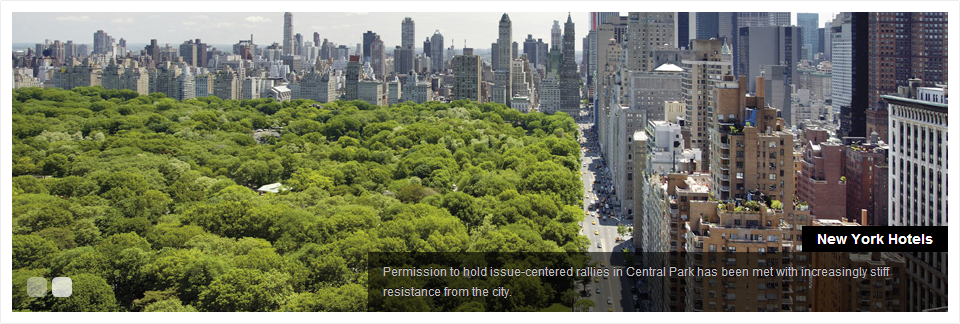 New York Hotels
Permission to hold issue-centered rallies in Central Park has been met with increasingly stiff
resistance from the city.